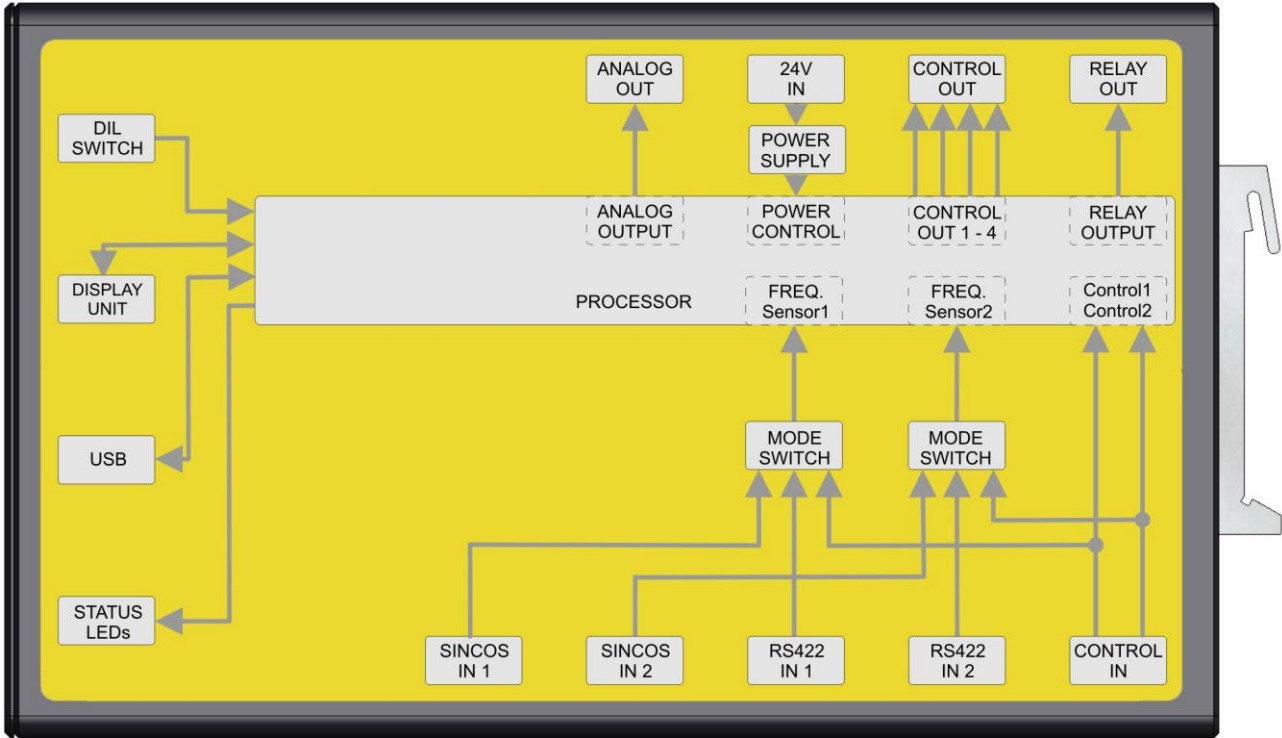 ANALOG
OUT
24V
IN
CONTROL
OUT
RELAY
OUT
DIL
SWITCH
POWER
SUPPLY
ANALOG
OUTPUT
POWER
CONTROL
CONTROL
OUT 1 - 4
RELAY
OUTPUT
DISPLAY
UNIT
PROCESSOR
FREQ.
Sensor1
FREQ.
Sensor2
Control1
Control2
USB
MODE
SWITCH
MODE
SWITCH
STATUS
LEDs
SINCOS
IN 1
SINCOS
IN 2
RS422
IN 1
RS422
IN 2
CONTROL
IN